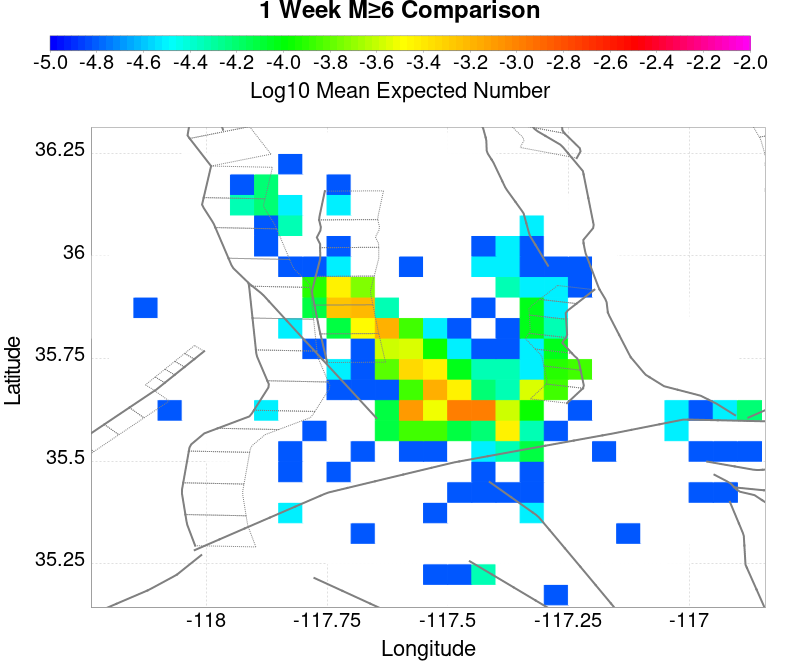 1 Week M≥6 Comparison
-5.0 -4.8 -4.6 -4.4 -4.2 -4.0 -3.8 -3.6 -3.4 -3.2 -3.0 -2.8 -2.6 -2.4 -2.2 -2.0
Log10 Mean Expected Number
36.25
36
35.75
35.5
35.25
Latitude
-118 -117.75 -117.5 -117.25 -117
Longitude